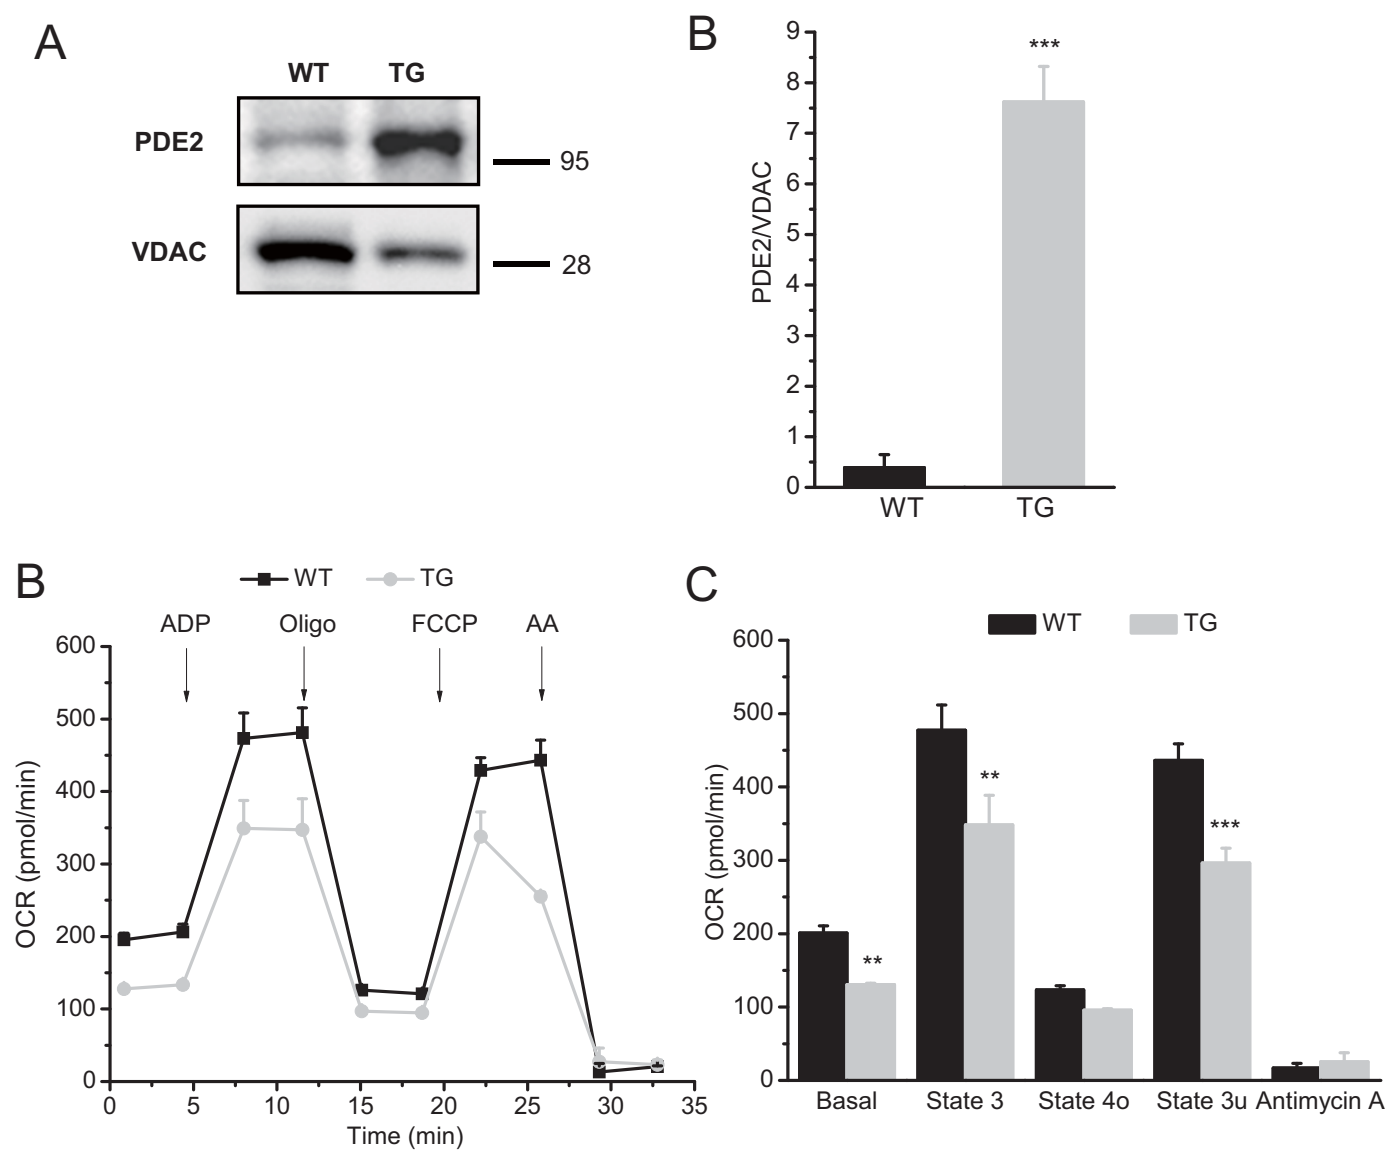 A
WT TG
PDE2
95
VDAC
28
B
***
9
8
7
6
5
4
3
2
1
0
PDE2/VDAC
WT TG
B
WT TG
ADP Oligo FCCP AA
600
500
400
300
200
100
0
OCR (pmol/min)
0 5 10 15 20 25 30 35
Time (min)
C
WT TG
600
500
400
300
200
100
0
OCR (pmol/min)
**
**
***
Basal State 3 State 4o State 3u Antimycin A